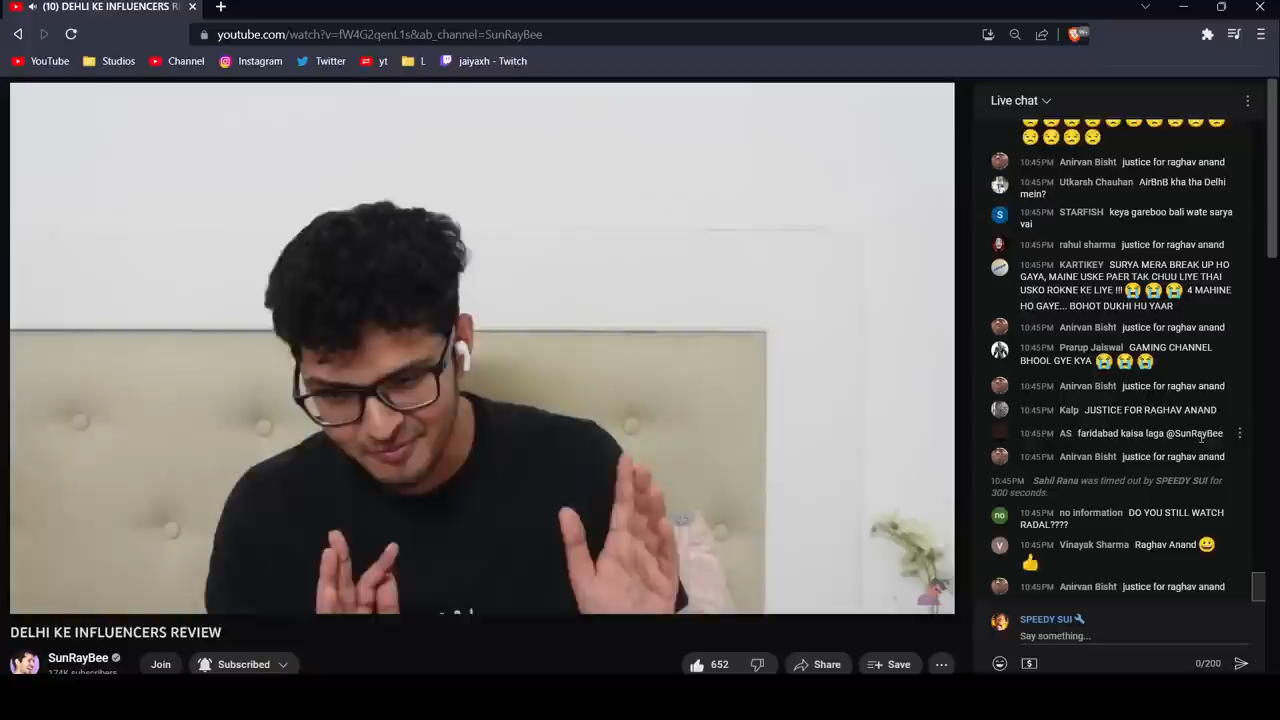 (10) DEHLI KE INFLUENCERS R
youtube.com/watch?v=fW4G2qenL1s&ab_channel=SunRayBee
99+
YouTube Studios Channel Instagram Twitter yt L jaiyaxh - Twitch
Live chat
10:45PM Anirvan Bisht justice for raghav anand
10:45PM Utkarsh Chauhan AirBnB kha tha Delhi
mein?
S 10:45PM STARFISH keya gareboo bali wate sarya
vai
10:45PM rahul sharma justice for raghav anand
10:45PM KARTIKEY SURYA MERA BREAK UP HO
GAYA, MAINE USKE PAER TAK CHUU LIYE THAI
USKO ROKNE KE LIYE !!! 😭 😭 😭 4 MAHINE
HO GAYE... BOHOT DUKHI HU YAAR
10:45PM Anirvan Bisht justice for raghav anand
10:45PM Prarup Jaiswal GAMING CHANNEL
BHOOL GYE KYA 😭 😭 😭
10:45PM Anirvan Bisht justice for raghav anand
10:45PM Kalp JUSTICE FOR RAGHAV ANAND
10:45PM AS faridabad kaisa laga @SunRayBee
10:45PM Anirvan Bisht justice for raghav anand
10:45PM Sahil Rana was timed out by SPEEDY SUI for
300 seconds.
no 10:45PM no information DO YOU STILL WATCH
RADAL????
V 10:45PM Vinayak Sharma Raghav Anand 😀
👍
10:45PM Anirvan Bisht justice for raghav anand
SPEEDY SUI
Say something...
0/200
DELHI KE INFLUENCERS REVIEW
SunRayBee
174K subscribers
Join
Subscribed
652
Share
Save